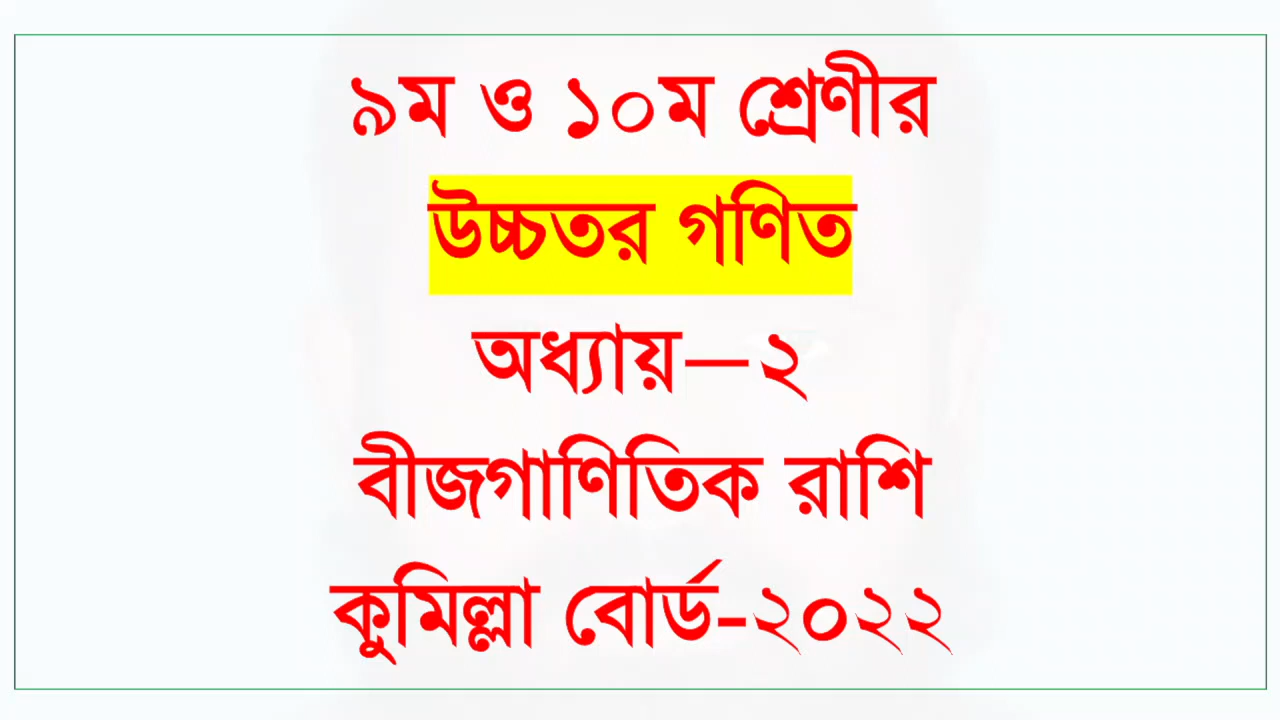 ৯ম ও ১০ম শ্রেণীর
উচ্চতর গণিত
অধ্যায়—২
বীজগাণিতিক রাশি
কুমিল্লা বোর্ড-২০২২